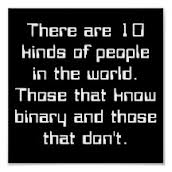 There are 10
kinds of people
in the world.
Those that know
binary and those
that don't.